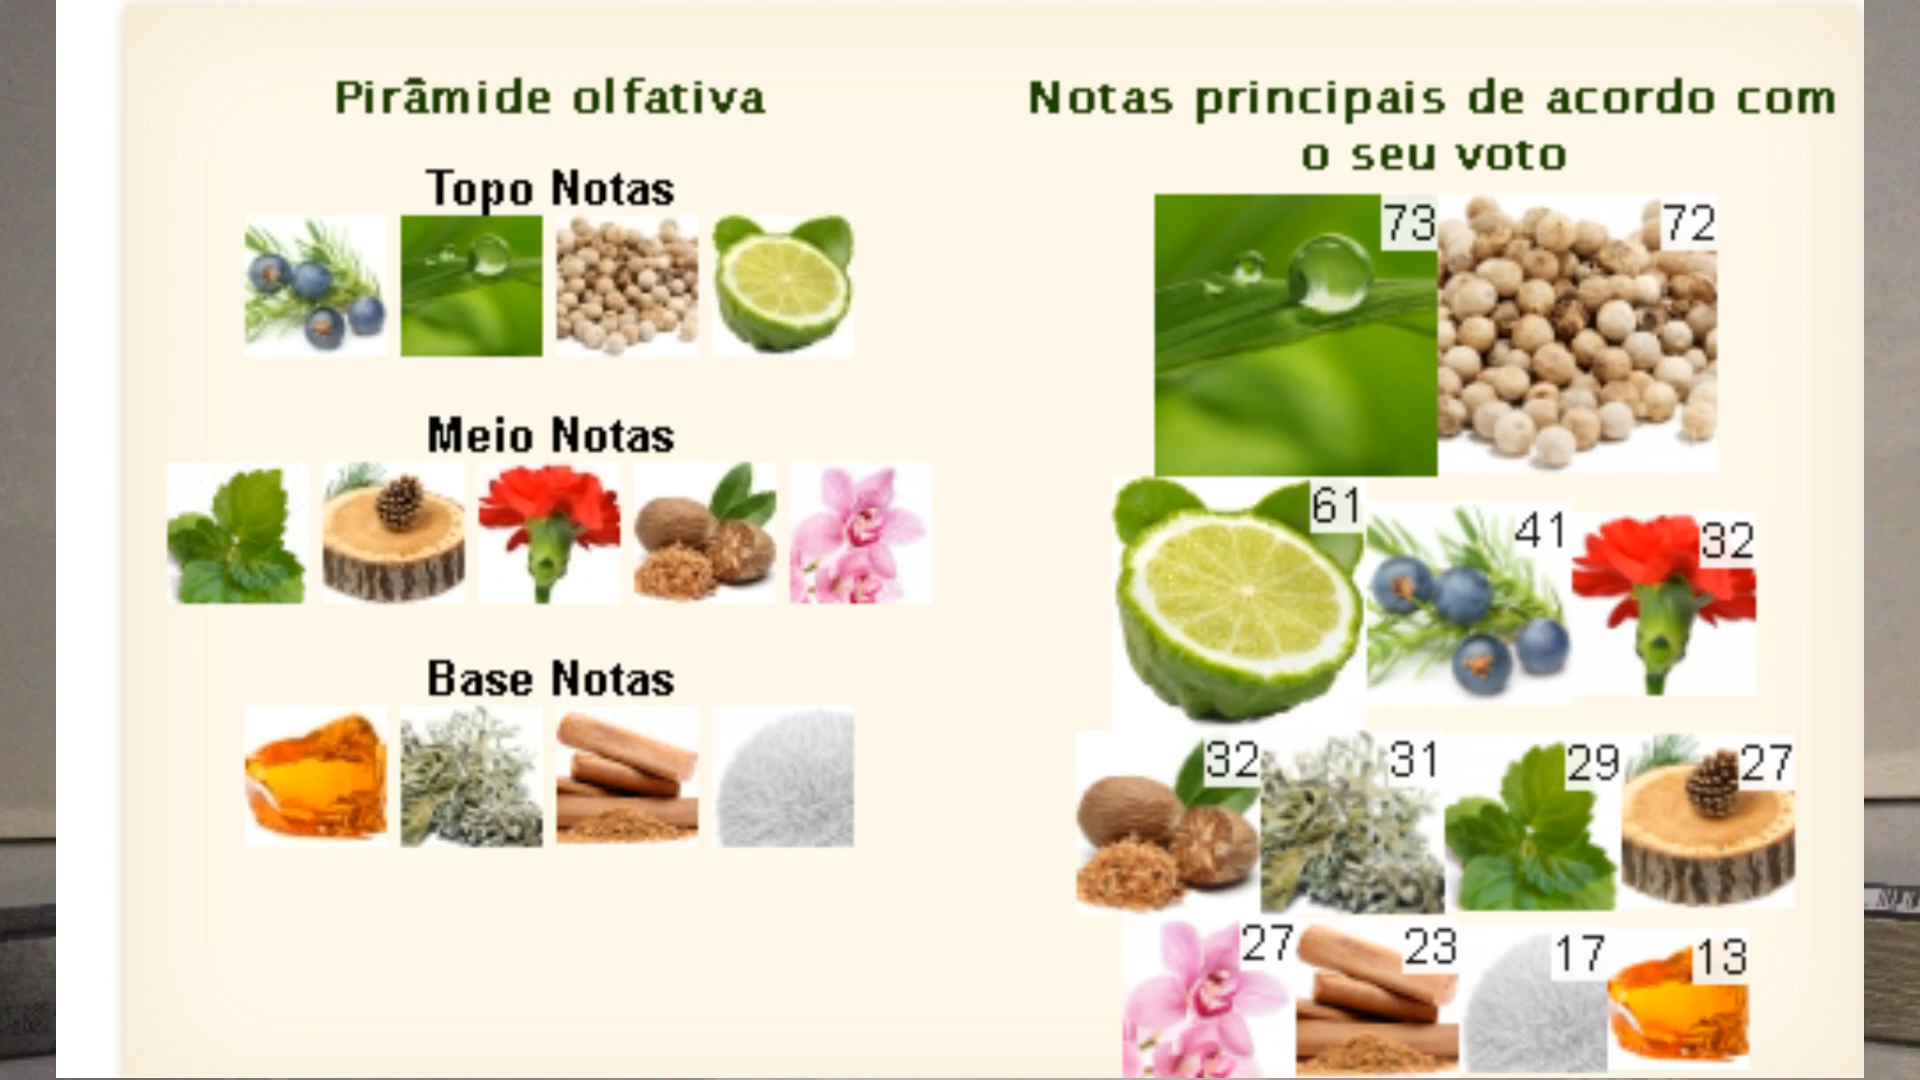 Pirâmide olfativa
Topo Notas
Meio Notas
Base Notas
Notas principais de acordo com
o seu voto
73 72
61 41 32
32 31 29 27
27 23 17 13